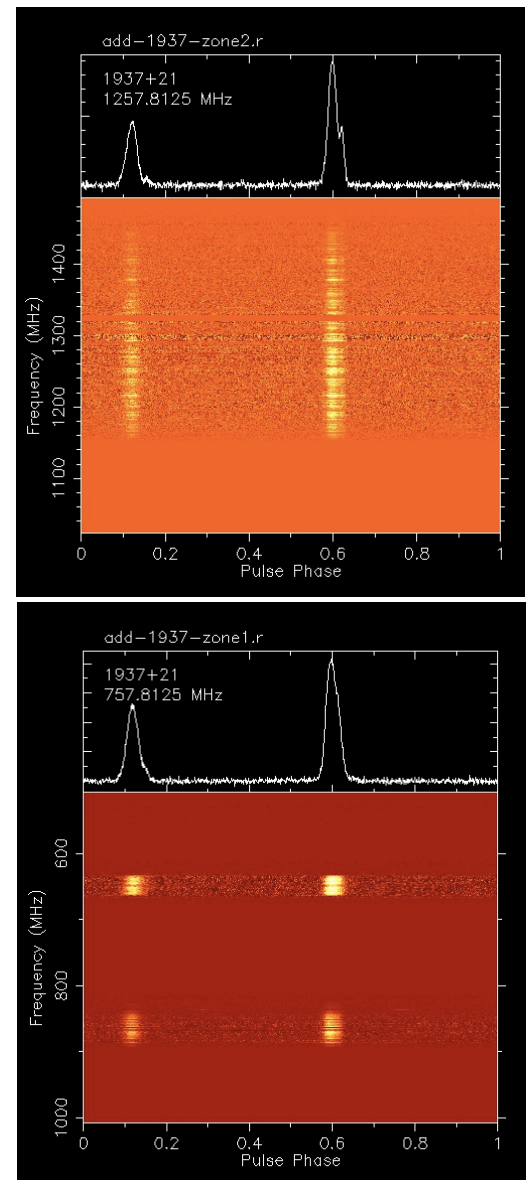 add-1937-zone2.r
1937+21
1257.8125 MHz
Frequency (MHz)
1400
1300
1200
1100
0 0.2 0.4 0.6 0.8 1
Pulse Phase
add-1937-zone1.r
1937+21
757.8125 MHz
Frequency (MHz)
600
800
1000
0 0.2 0.4 0.6 0.8 1
Pulse Phase